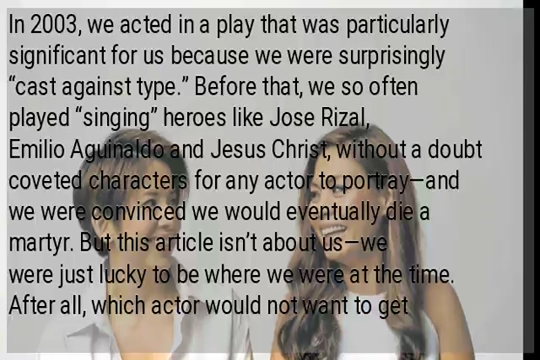 In 2003, we acted in a play that was particularly
significant for us because we were surprisingly
“cast against type.” Before that, we so often
played “singing” heroes like Jose Rizal,
Emilio Aguinaldo and Jesus Christ, without a doubt
coveted characters for any actor to portray—and
we were convinced we would eventually die a
martyr. But this article isn’t about us—we
were just lucky to be where we were at the time.
After all, which actor would not want to get